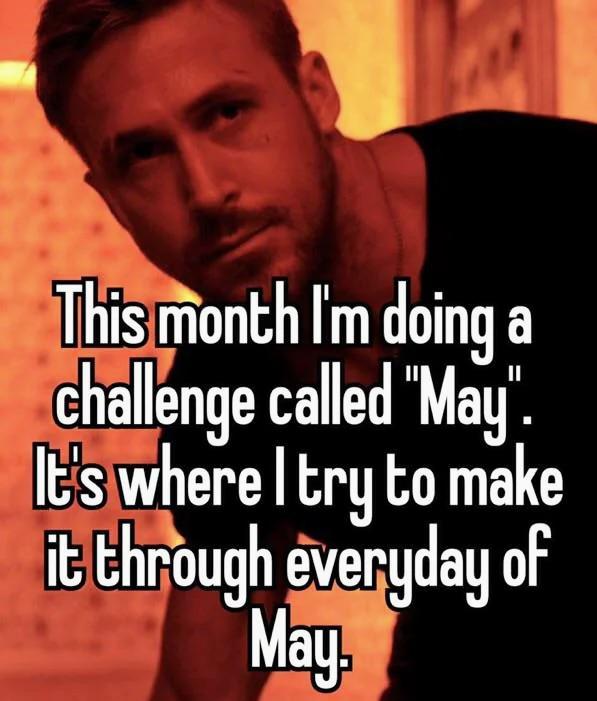 This month I'm doing a
challenge called "May".
It's where I try to make
it through everyday of
May.